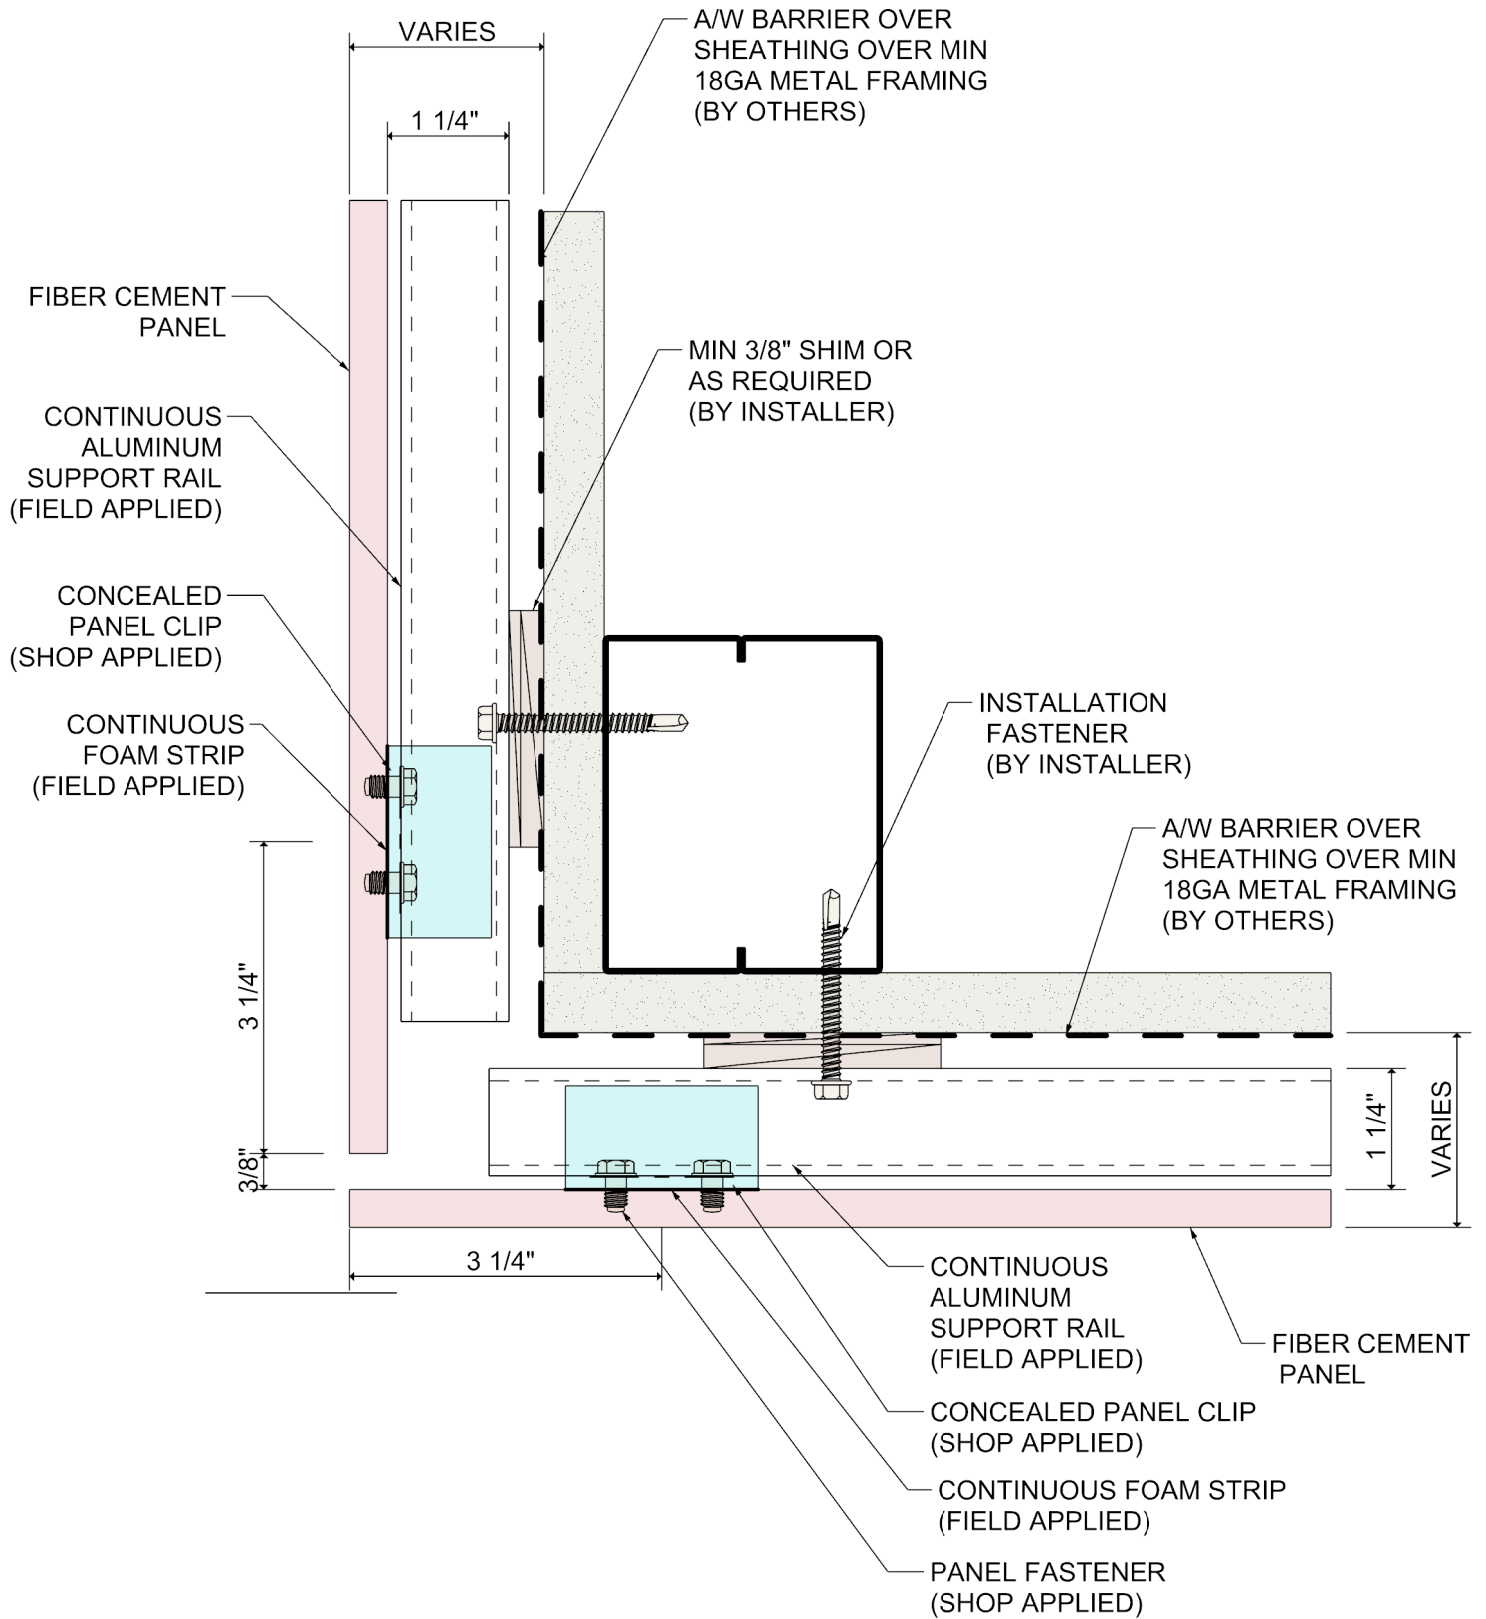 VARIES
1 1/4"
A/W BARRIER OVER
SHEATHING OVER MIN
18GA METAL FRAMING
(BY OTHERS)
FIBER CEMENT
PANEL
MIN 3/8" SHIM OR
AS REQUIRED
(BY INSTALLER)
CONTINUOUS
ALUMINUM
SUPPORT RAIL
(FIELD APPLIED)
CONCEALED
PANEL CLIP
(SHOP APPLIED)
CONTINUOUS
FOAM STRIP
(FIELD APPLIED)
INSTALLATION
FASTENER
(BY INSTALLER)
A/W BARRIER OVER
SHEATHING OVER MIN
18GA METAL FRAMING
(BY OTHERS)
3 1/4"
3/8"
1 1/4"
VARIES
3 1/4"
CONTINUOUS
ALUMINUM
SUPPORT RAIL
(FIELD APPLIED)
FIBER CEMENT
PANEL
CONCEALED PANEL CLIP
(SHOP APPLIED)
CONTINUOUS FOAM STRIP
(FIELD APPLIED)
PANEL FASTENER
(SHOP APPLIED)